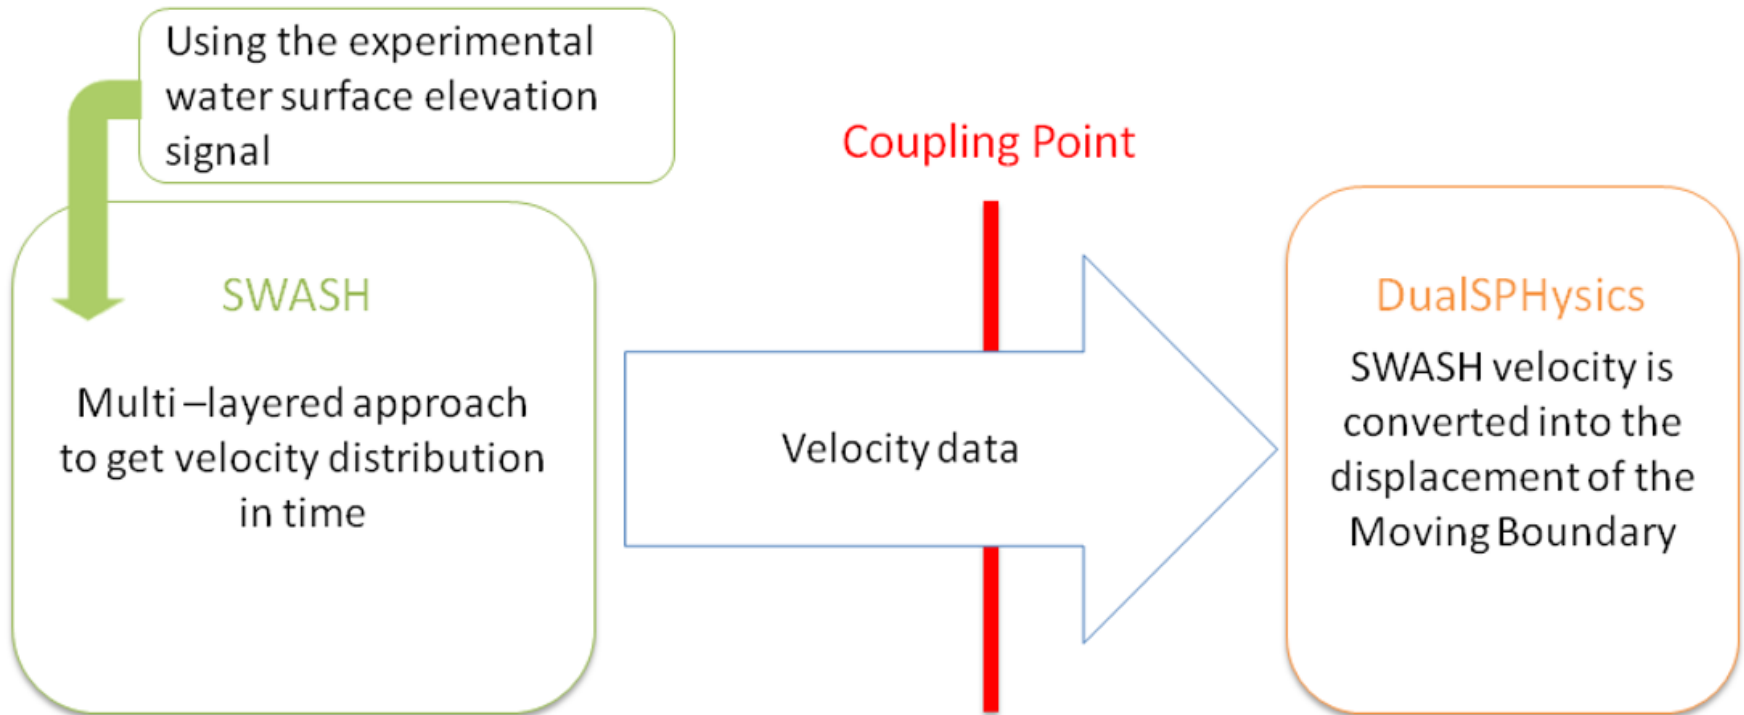 Using the experimental
water surface elevation
signal
Coupling Point
SWASH
Multi –layered approach
to get velocity distribution
in time
Velocity data
DualSPHysics
SWASH velocity is
converted into the
displacement of the
Moving Boundary